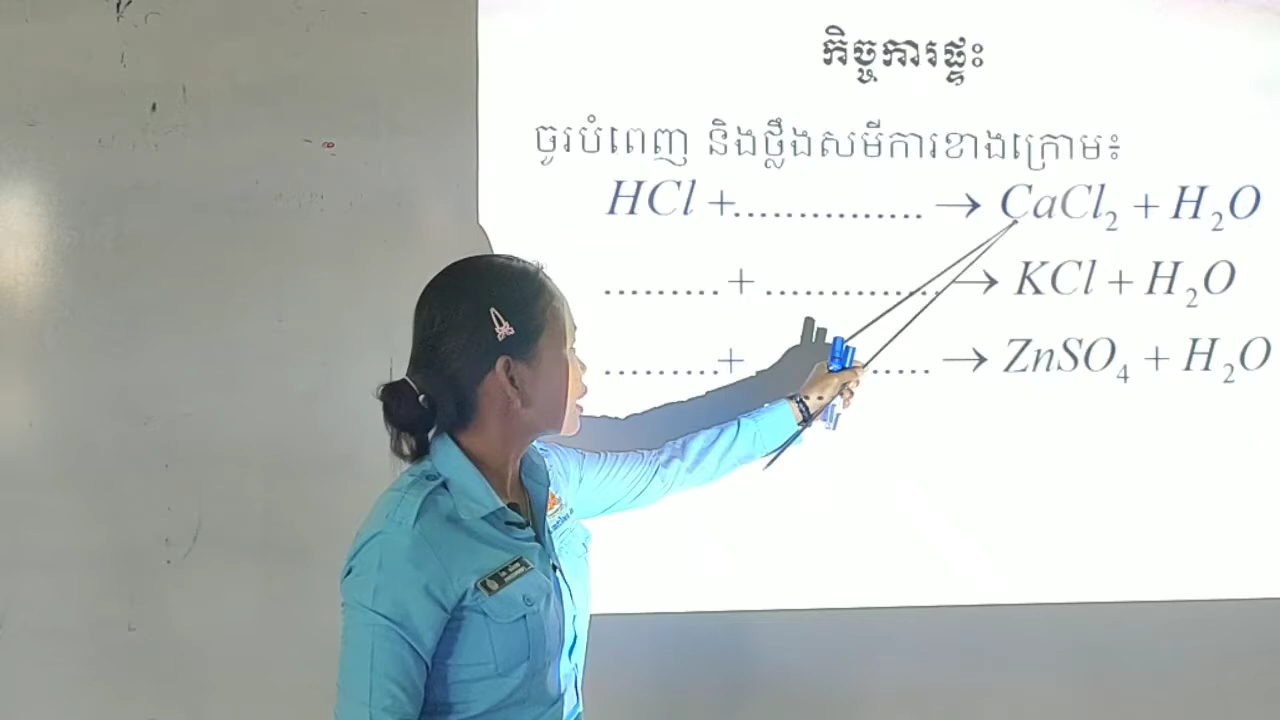 កិច្ចការផ្ទះ
ចូរបំពេញ និងថ្លឹងសមីការខាងក្រោម៖
HCl +............... → CaCl₂ + H₂O
.........+ ................ → KCl + H₂O
.........+ ...... → ZnSO₄ + H₂O